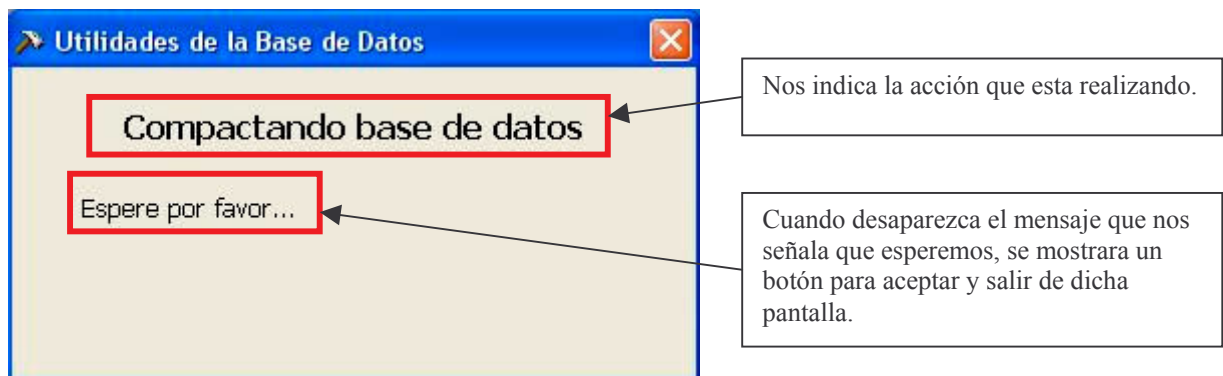 Utilidades de la Base de Datos
Compactando base de datos
Espere por favor...
Nos indica la acción que esta realizando.
Cuando desaparezca el mensaje que nos
señala que esperemos, se mostrara un
botón para aceptar y salir de dicha
pantalla.